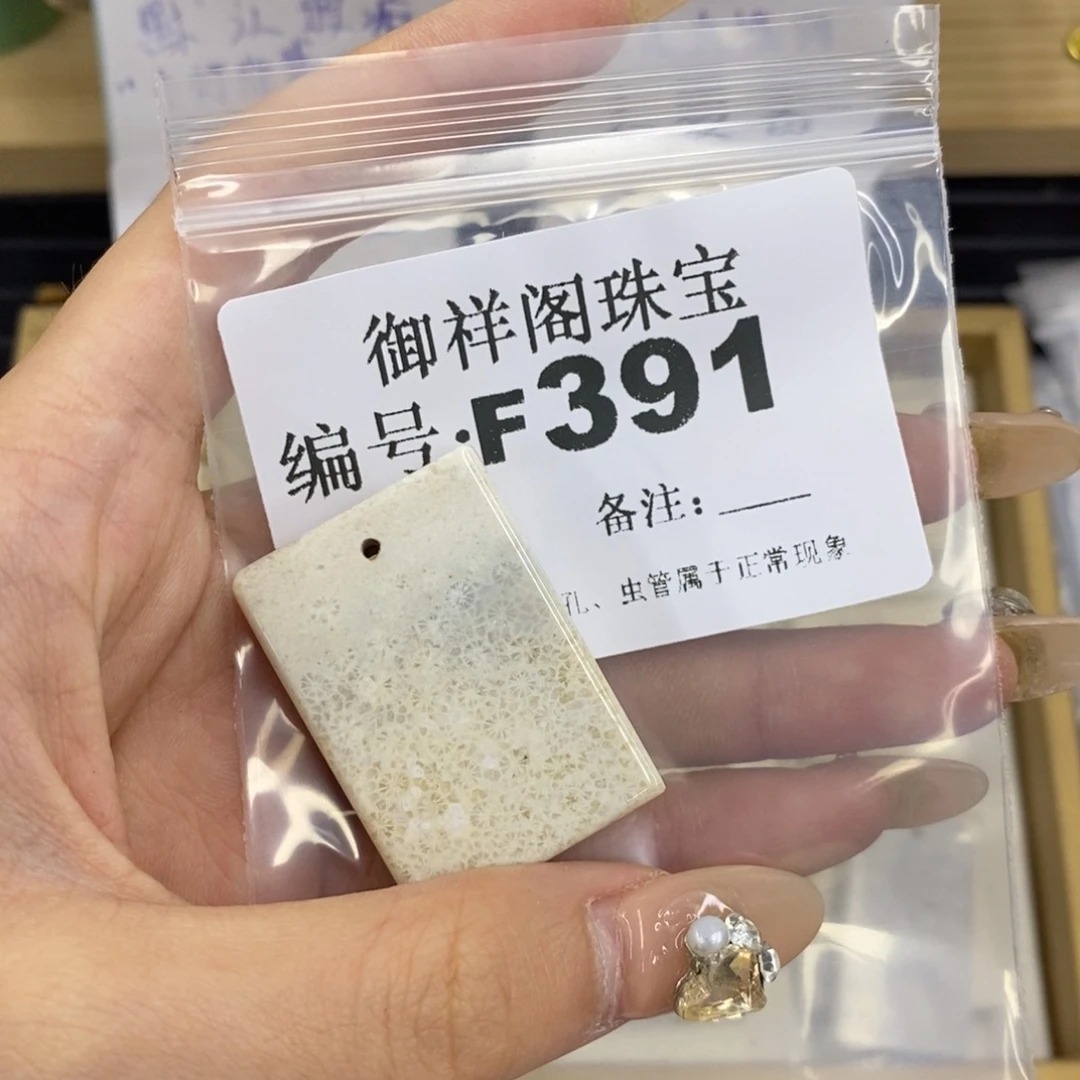 御祥阁珠宝
编号:F391
备注:___
孔、虫管属于正常现象